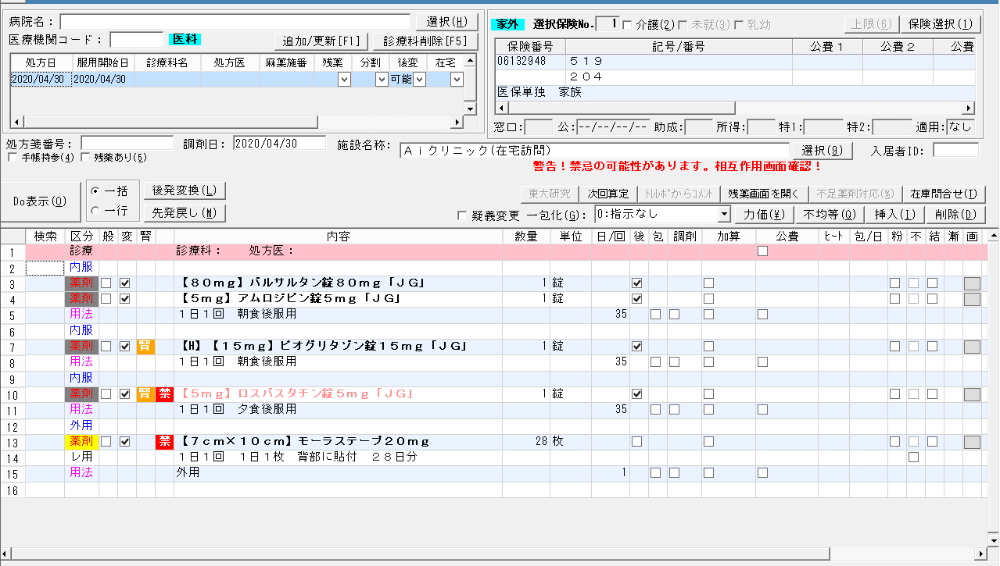 病院名： 選択(H)
医療機関コード： 医科 追加/更新[F1] 診療科削除[F5]
処方日 服用開始日 診療科名 処方医 麻薬施番 残薬 分割 後変 在宅
2020/04/30 2020/04/30 可能
家外 選択保険No. 1 介護(2) 未就(3) 乳幼 上限(6) 保険選択(1)
保険番号 記号/番号 公費１ 公費２ 公費
06132948 ５１９
２０４
医保単独 家族
窓口: 公: --/--/--/-- 助成: 所得: 特1: 特2: 適用: なし
処方箋番号： 調剤日： 2020/04/30 施設名称： Ａｉクリニック(在宅訪問) 選択(9) 入居者ID:
手帳持参(4) 残薬あり(5)
警告！禁忌の可能性があります。相互作用画面確認！
Do表示(O) 一括 後発変換(L)
一行 先発戻し(M)
東大研究 次回算定 ﾄﾚﾙﾎﾟからｺﾒﾝﾄ 残薬画面を開く 不足薬剤対応(%) 在庫問合せ(T)
疑義変更 一包化(G)： 0:指示なし 力価(¥) 不均等(Q) 挿入(I) 削除(D)
検索 区分 般 変 腎 内容 数量 単位 日/回 後 包 調剤 加算 公費 ﾋｰﾄ 包/日 粉 不 結 漸 画
1 診療 診療科： 処方医：
2 内服
3 薬剤 【８０ｍｇ】バルサルタン錠８０ｍｇ「ＪＧ」 1 錠
4 薬剤 【５ｍｇ】アムロジピン錠５ｍｇ「ＪＧ」 1 錠
5 用法 １日１回 朝食後服用 35
6 内服
7 薬剤 腎 【H】【１５ｍｇ】ピオグリタゾン錠１５ｍｇ「ＪＧ」 1 錠
8 用法 １日１回 朝食後服用 35
9 内服
10 薬剤 腎 禁 【５ｍｇ】ロスバスタチン錠５ｍｇ「ＪＧ」 1 錠
11 用法 １日１回 夕食後服用 35
12 外用
13 薬剤 禁 【７ｃｍ×１０ｃｍ】モーラステープ２０ｍｇ 28 枚
14 レ用 １日１回 １日１枚 背部に貼付 ２８日分
15 用法 外用 1
16